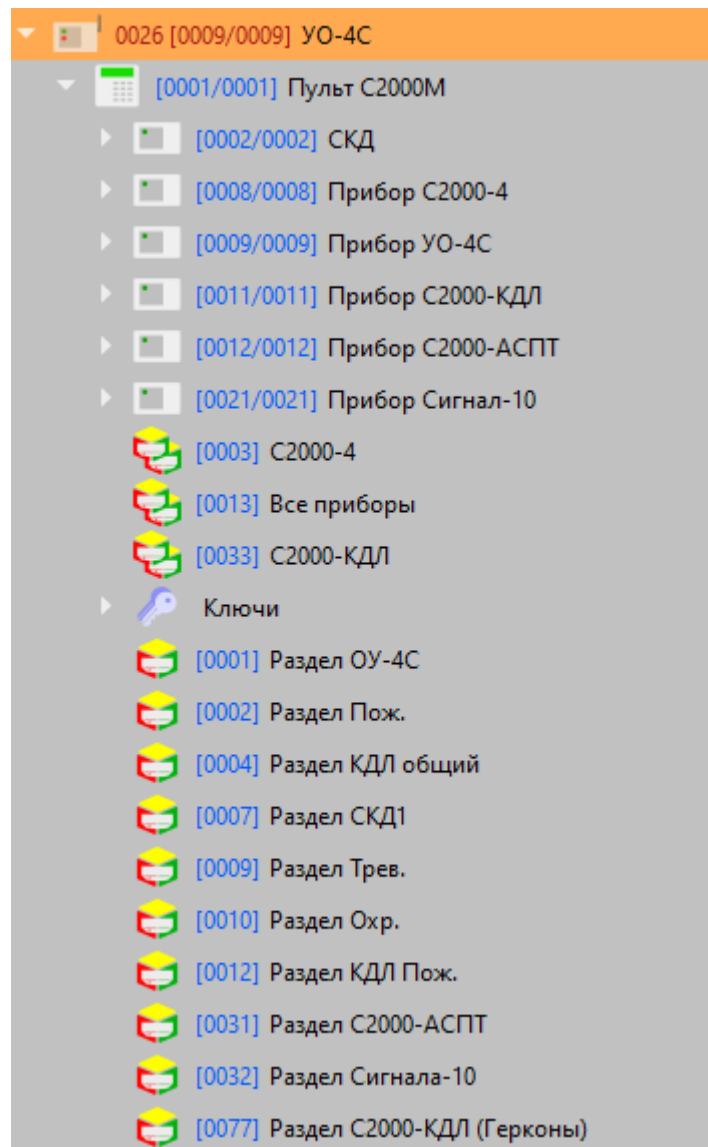 0026 [0009/0009] УО-4С
[0001/0001] Пульт С2000М
[0002/0002] СКД
[0008/0008] Прибор С2000-4
[0009/0009] Прибор УО-4С
[0011/0011] Прибор С2000-КДЛ
[0012/0012] Прибор С2000-АСПТ
[0021/0021] Прибор Сигнал-10
[0003] С2000-4
[0013] Все приборы
[0033] С2000-КДЛ
Ключи
[0001] Раздел ОУ-4С
[0002] Раздел Пож.
[0004] Раздел КДЛ общий
[0007] Раздел СКД1
[0009] Раздел Трев.
[0010] Раздел Охр.
[0012] Раздел КДЛ Пож.
[0031] Раздел С2000-АСПТ
[0032] Раздел Сигнала-10
[0077] Раздел С2000-КДЛ (Герконы)